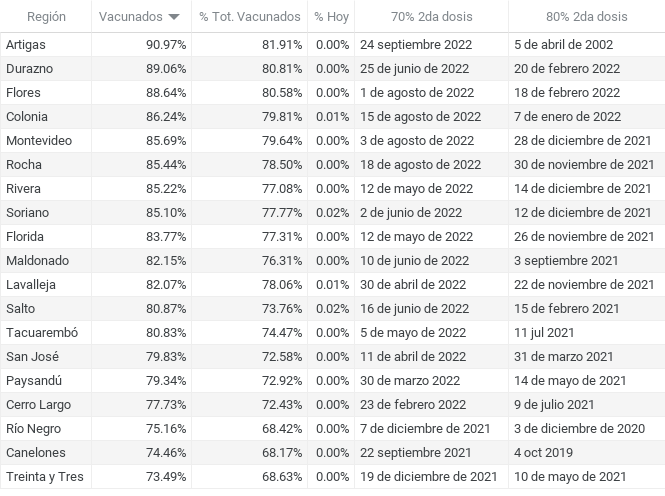 Región Vacunados % Tot. Vacunados % Hoy 70% 2da dosis 80% 2da dosis
Artigas 90.97% 81.91% 0.00% 24 septiembre 2022 5 de abril de 2002
Durazno 89.06% 80.81% 0.00% 25 de junio de 2022 20 de febrero 2022
Flores 88.64% 80.58% 0.00% 1 de agosto de 2022 18 de febrero 2022
Colonia 86.24% 79.81% 0.01% 15 de agosto de 2022 7 de enero de 2022
Montevideo 85.69% 79.64% 0.00% 3 de agosto de 2022 28 de diciembre de 2021
Rocha 85.44% 78.50% 0.00% 18 de agosto de 2022 30 de noviembre de 2021
Rivera 85.22% 77.08% 0.00% 12 de mayo de 2022 14 de diciembre de 2021
Soriano 85.10% 77.77% 0.02% 2 de junio de 2022 12 de diciembre de 2021
Florida 83.77% 77.31% 0.00% 12 de mayo de 2022 26 de noviembre de 2021
Maldonado 82.15% 76.31% 0.00% 10 de junio de 2022 3 septiembre 2021
Lavalleja 82.07% 78.06% 0.01% 30 de abril de 2022 22 de noviembre de 2021
Salto 80.87% 73.76% 0.02% 16 de junio de 2022 15 de febrero 2021
Tacuarembó 80.83% 74.47% 0.00% 5 de mayo de 2022 11 jul 2021
San José 79.83% 72.58% 0.00% 11 de abril de 2022 31 de marzo 2021
Paysandú 79.34% 72.92% 0.00% 30 de marzo 2022 14 de mayo de 2021
Cerro Largo 77.73% 72.43% 0.00% 23 de febrero 2022 9 de julio 2021
Río Negro 75.16% 68.42% 0.00% 7 de diciembre de 2021 3 de diciembre de 2020
Canelones 74.46% 68.17% 0.00% 22 septiembre 2021 4 oct 2019
Treinta y Tres 73.49% 68.63% 0.00% 19 de diciembre de 2021 10 de mayo de 2021